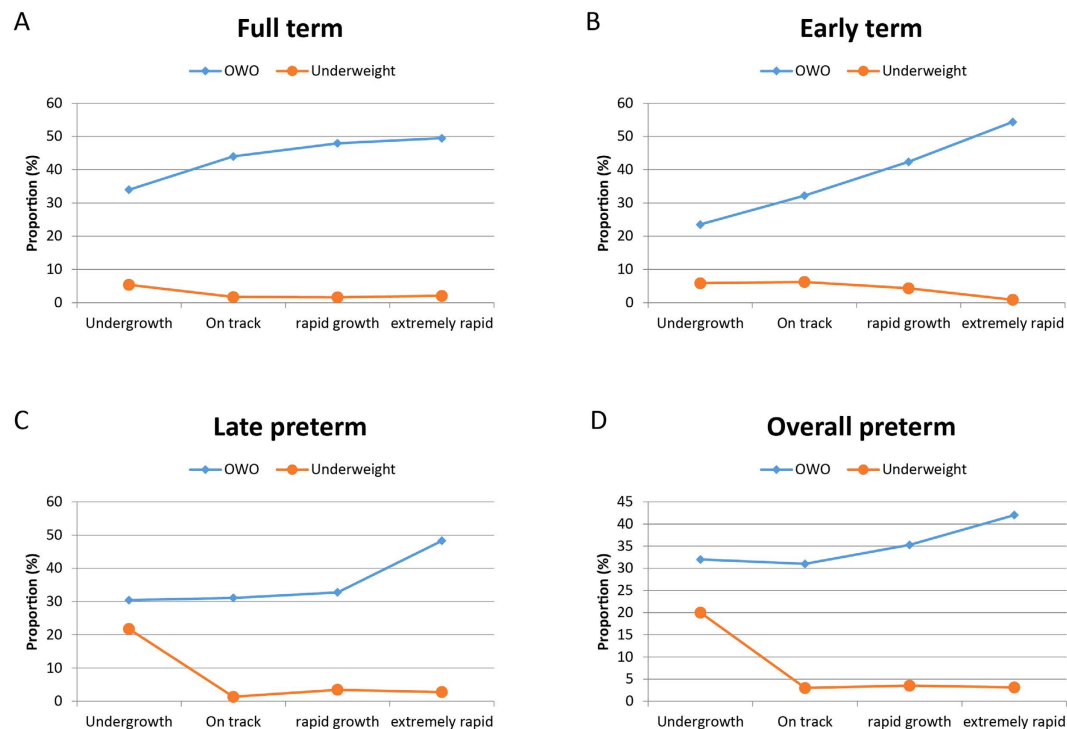 A
Full term
OWO Underweight
Proportion (%)
60
50
40
30
20
10
0
Undergrowth On track rapid growth extremely rapid
B
Early term
OWO Underweight
Proportion (%)
60
50
40
30
20
10
0
Undergrowth On track rapid growth extremely rapid
C
Late preterm
OWO Underweight
Proportion (%)
60
50
40
30
20
10
0
Undergrowth On track rapid growth extremely rapid
D
Overall preterm
OWO Underweight
Proportion (%)
45
40
35
30
25
20
15
10
5
0
Undergrowth On track rapid growth extremely rapid